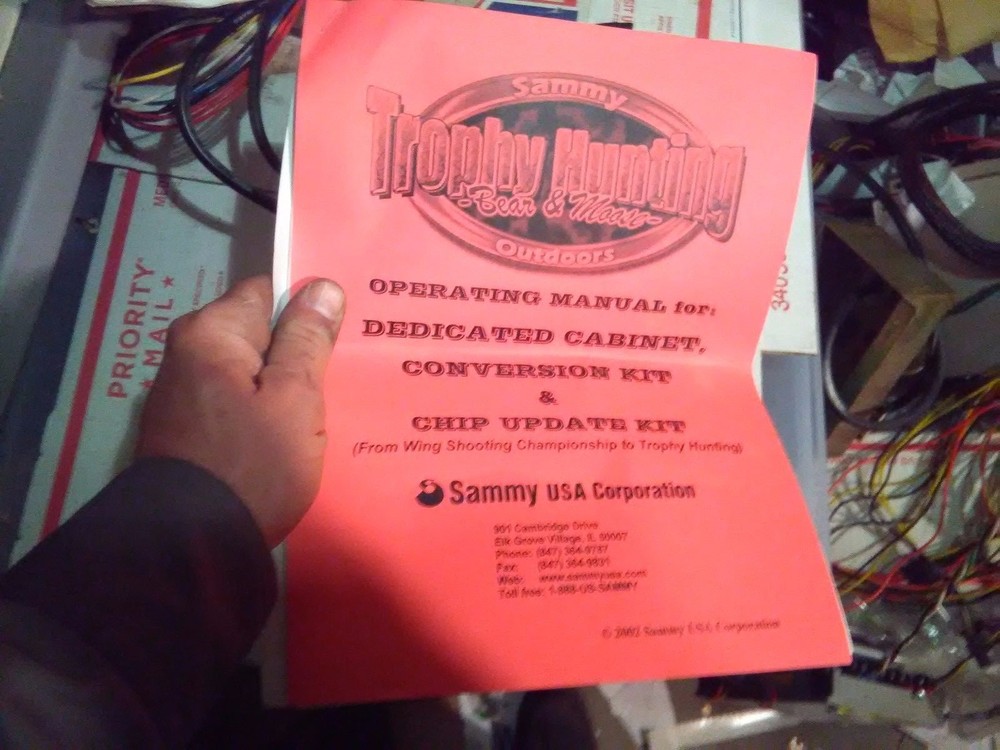 Sammy
Trophy Hunting
-Bear & Moose-
Outdoors
OPERATING MANUAL for:
DEDICATED CABINET,
CONVERSION KIT
&
CHIP UPDATE KIT
(From Wing Shooting Championship to Trophy Hunting)
Sammy USA Corporation
901 Cambridge Drive
Elk Grove Village, IL 60007
Phone: (847) 364-9787
Fax: (847) 364-9831
Web: www.sammyusa.com
Toll free: 1-888-US-SAMMY
© 2002 Sammy USA Corporation
PRIORITY
★ MAIL ★